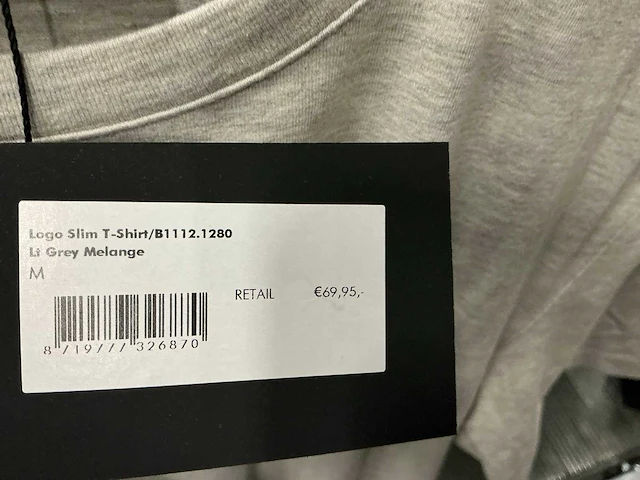 Logo Slim T-Shirt/B1112.1280
Lt Grey Melange
M
RETAIL €69,95,-
8 719777 326870